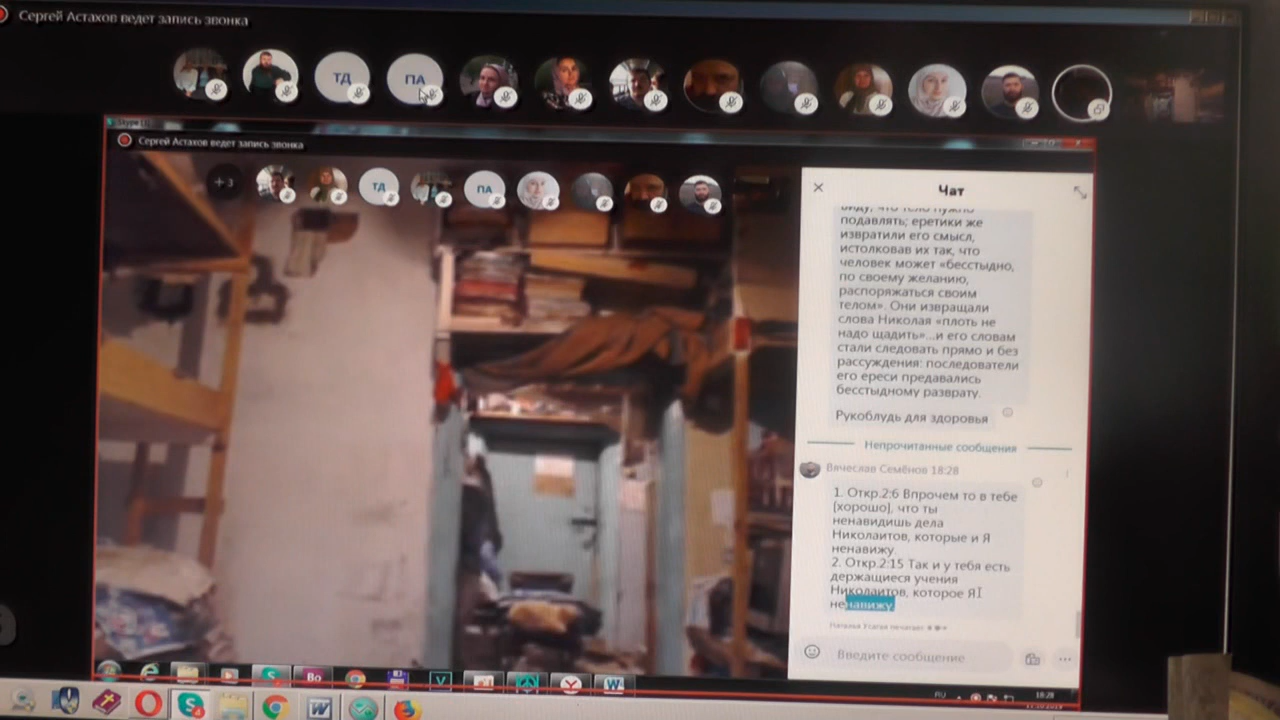 Сергей Астахов ведет запись звонка
ТД
ПА
Skype
Сергей Астахов ведет запись звонка
+3
ТД
ПА
Чат
виду, что тело нужно
подавлять; еретики же
извратили его смысл,
истолковав их так, что
человек может «бесстыдно,
по своему желанию,
распоряжаться своим
телом». Они извращали
слова Николая «плоть не
надо щадить»...и его словам
стали следовать прямо и без
рассуждения: последователи
его ереси предавались
бесстыдному разврату.
Рукоблудь для здоровья
Непрочитанные сообщения
Вячеслав Семёнов 18:28
1. Откр.2:6 Впрочем то в тебе
[хорошо], что ты
ненавидишь дела
Николаитов, которые и Я
ненавижу.
2. Откр.2:15 Так и у тебя есть
держащиеся учения
Николаитов, которое Я
ненавижу.
Наталья печатает
Введите сообщение
RU
18:28